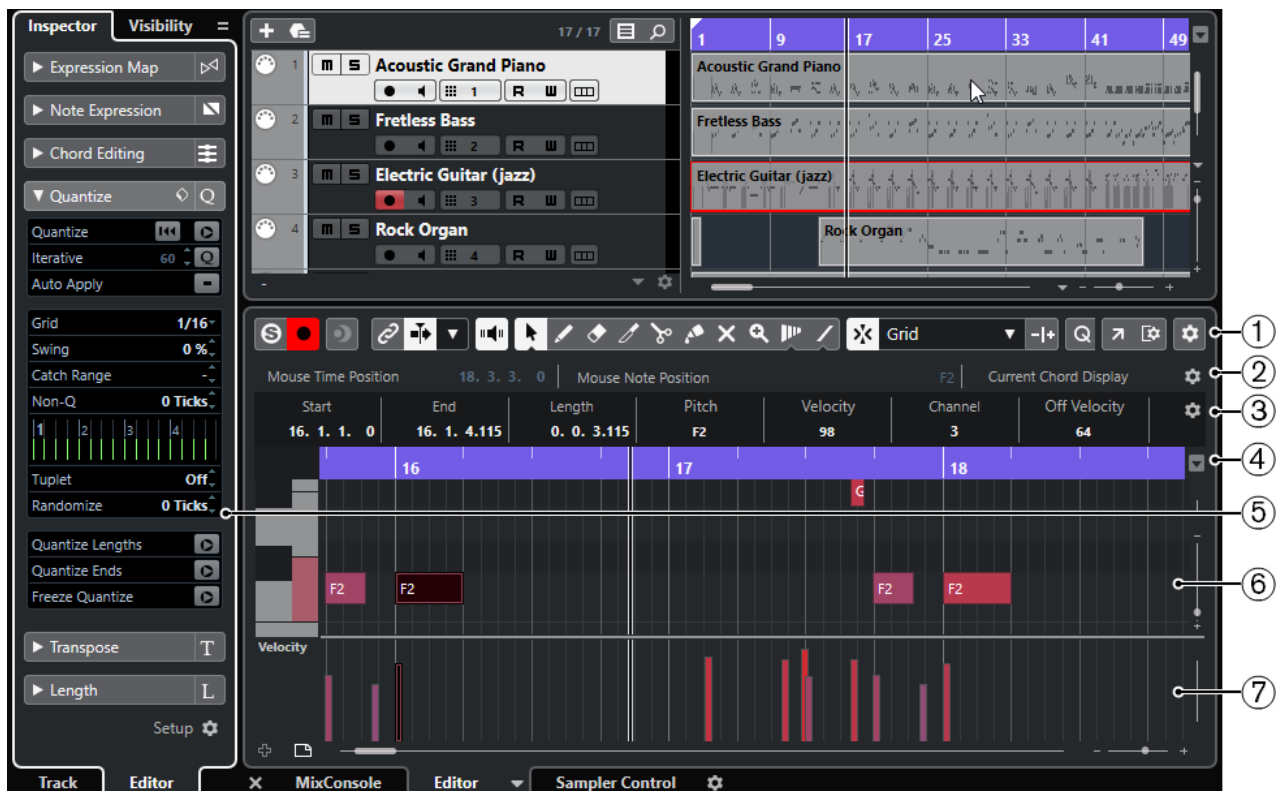 Inspector Visibility
Expression Map
Note Expression
Chord Editing
Quantize Q
Quantize
Iterative 60 Q
Auto Apply
Grid 1/16
Swing 0 %
Catch Range -
Non-Q 0 Ticks
1 2 3 4
Tuplet Off
Randomize 0 Ticks
Quantize Lengths
Quantize Ends
Freeze Quantize
Transpose T
Length L
Setup
Track Editor
17 / 17
1 m S Acoustic Grand Piano
1 R W
2 m S Fretless Bass
2 R W
3 m S Electric Guitar (jazz)
3 R W
4 m S Rock Organ
4 R W
-
1 9 17 25 33 41 49
Acoustic Grand Piano
Fretless Bass
Electric Guitar (jazz)
Rock Organ
S Grid Q
1
Mouse Time Position 18. 3. 3. 0 Mouse Note Position F2 Current Chord Display
2
Start End Length Pitch Velocity Channel Off Velocity
16. 1. 1. 0 16. 1. 4.115 0. 0. 3.115 F2 98 3 64
3
16 17 18
4
G
5
F2 F2 F2 F2
6
Velocity
7
MixConsole Editor Sampler Control